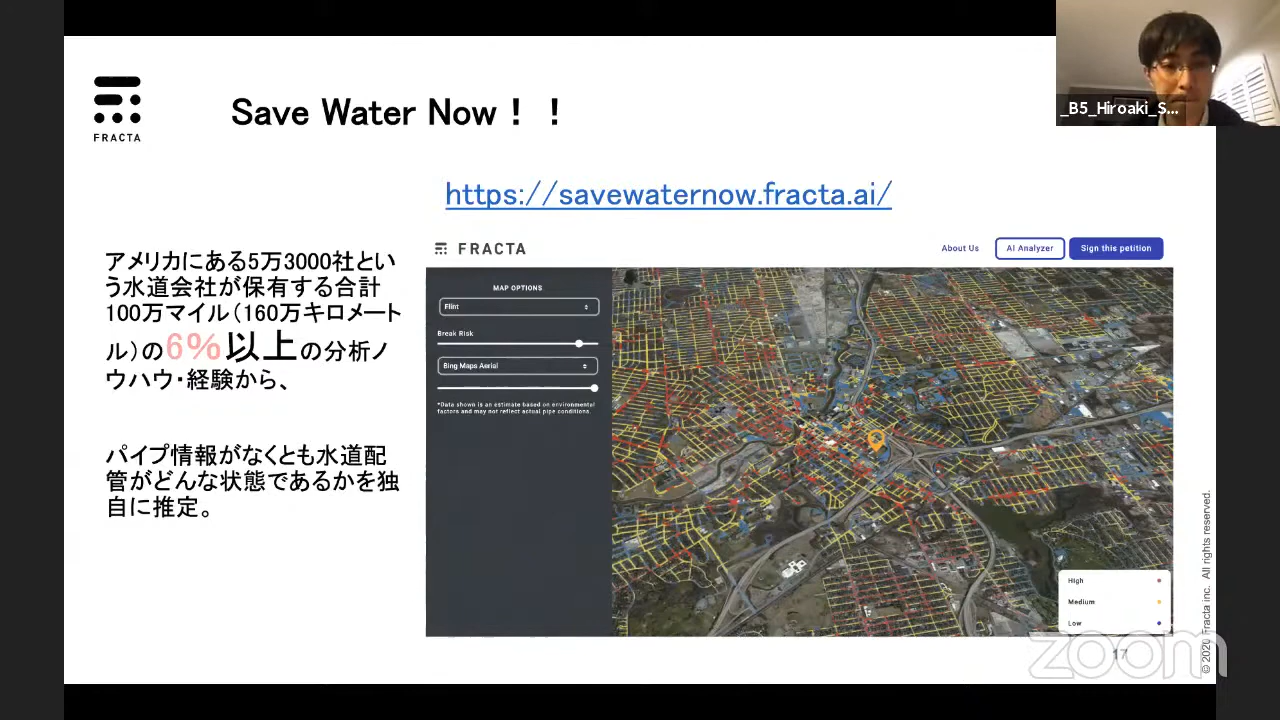 _B5_Hiroaki_S...
FRACTA
Save Water Now！！
https://savewaternow.fracta.ai/
アメリカにある5万3000社とい
う水道会社が保有する合計
100万マイル（160万キロメート
ル）の6%以上の分析ノ
ウハウ・経験から、
パイプ情報がなくとも水道配
管がどんな状態であるかを独
自に推定。
FRACTA
About Us
AI Analyzer
Sign this petition
MAP OPTIONS
Flint
Break Risk
Bing Maps Aerial
*Data shown is an estimate based on environmental
factors and may not reflect actual pipe conditions.
High
Medium
Low
17
zoom
© 2020 Fracta inc. All rights reserved.